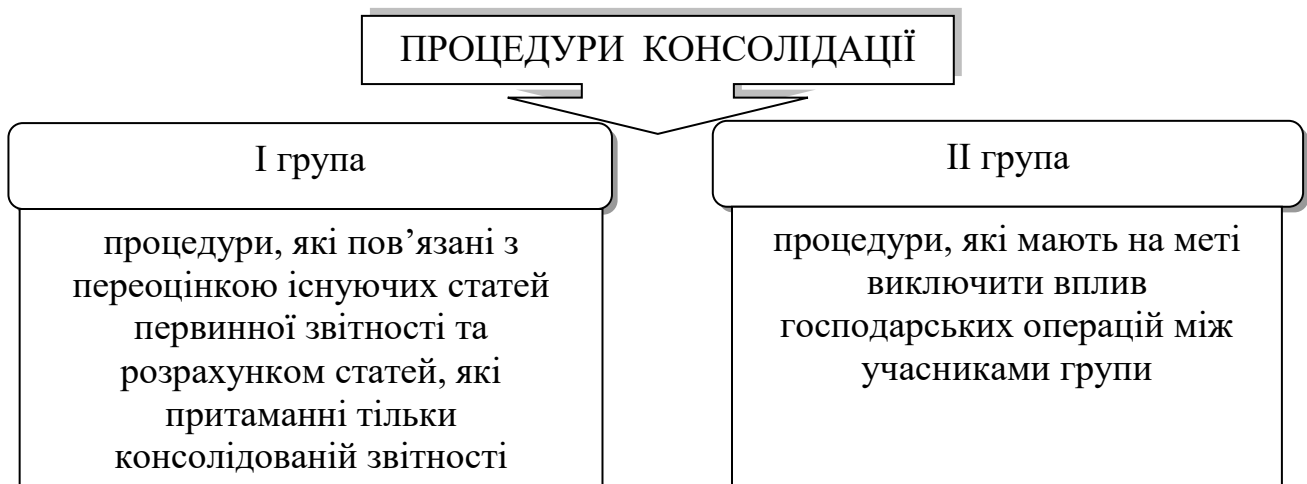 ПРОЦЕДУРИ КОНСОЛІДАЦІЇ
І група
процедури, які пов’язані з
переоцінкою існуючих статей
первинної звітності та
розрахунком статей, які
притаманні тільки
консолідованій звітності
ІІ група
процедури, які мають на меті
виключити вплив
господарських операцій між
учасниками групи